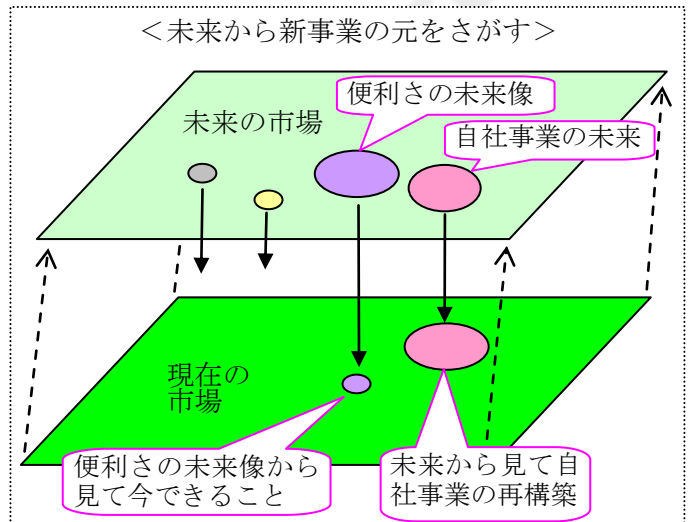 ＜未来から新事業の元をさがす＞
便利さの未来像
未来の市場
自社事業の未来
現在の
市場
便利さの未来像から
見て今できること
未来から見て自
社事業の再構築